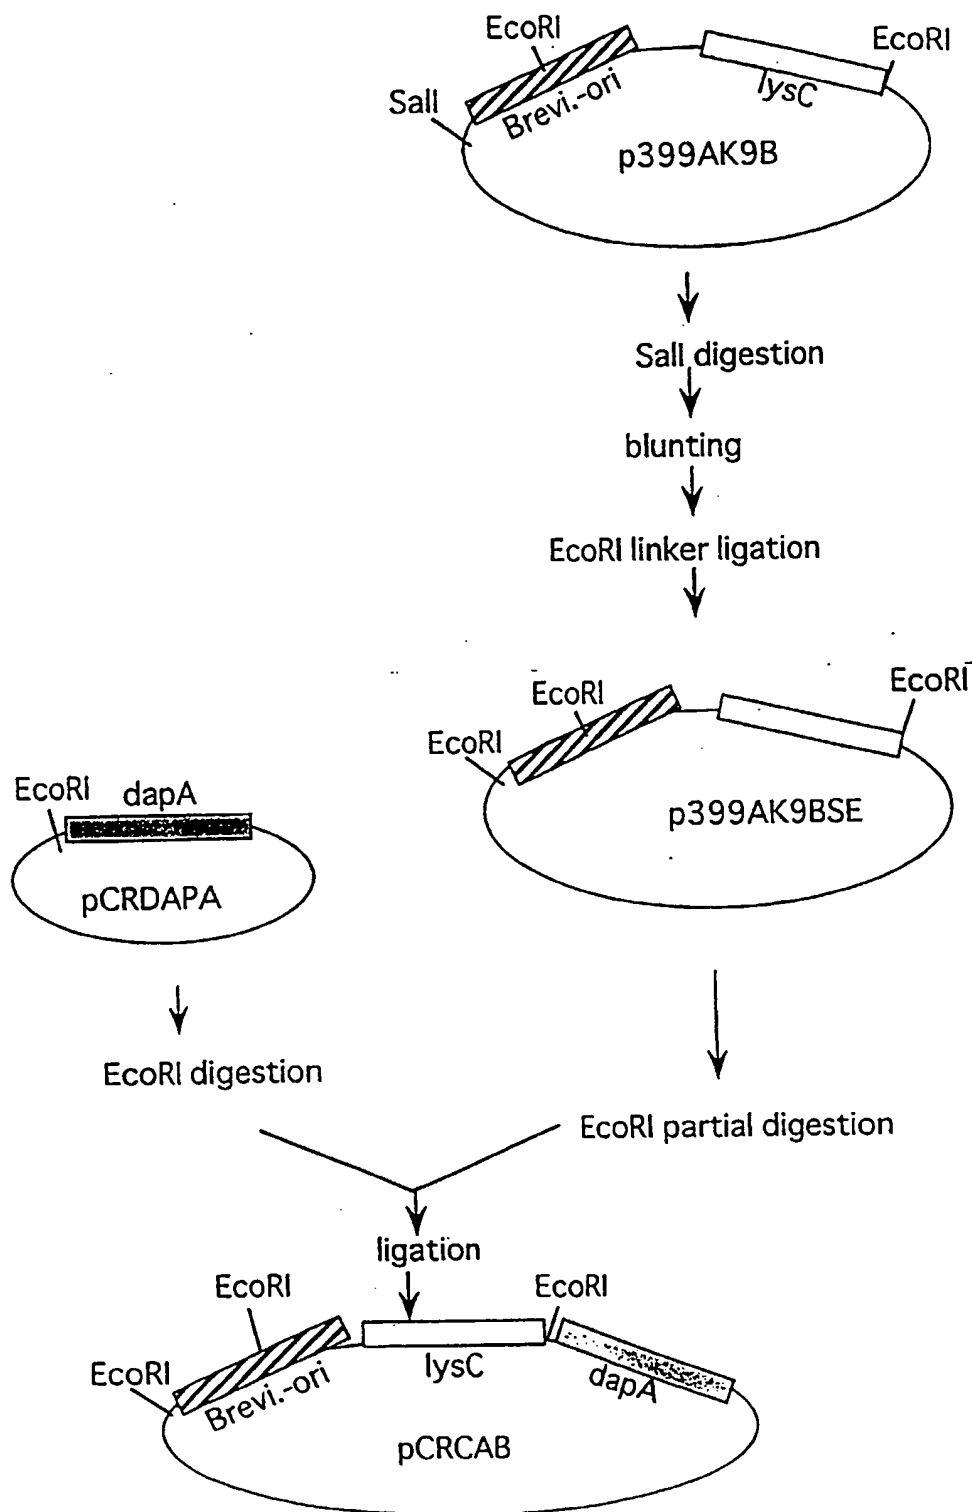 EcoRI
EcoRI
SalI
Brevi.-ori
lysC
p399AK9B
SalI digestion
blunting
EcoRI linker ligation
EcoRI
EcoRI
EcoRI
p399AK9BSE
EcoRI
dapA
pCRDAPA
EcoRI digestion
EcoRI partial digestion
ligation
EcoRI
EcoRI
EcoRI
Brevi.-ori
lysC
dapA
pCRCAB